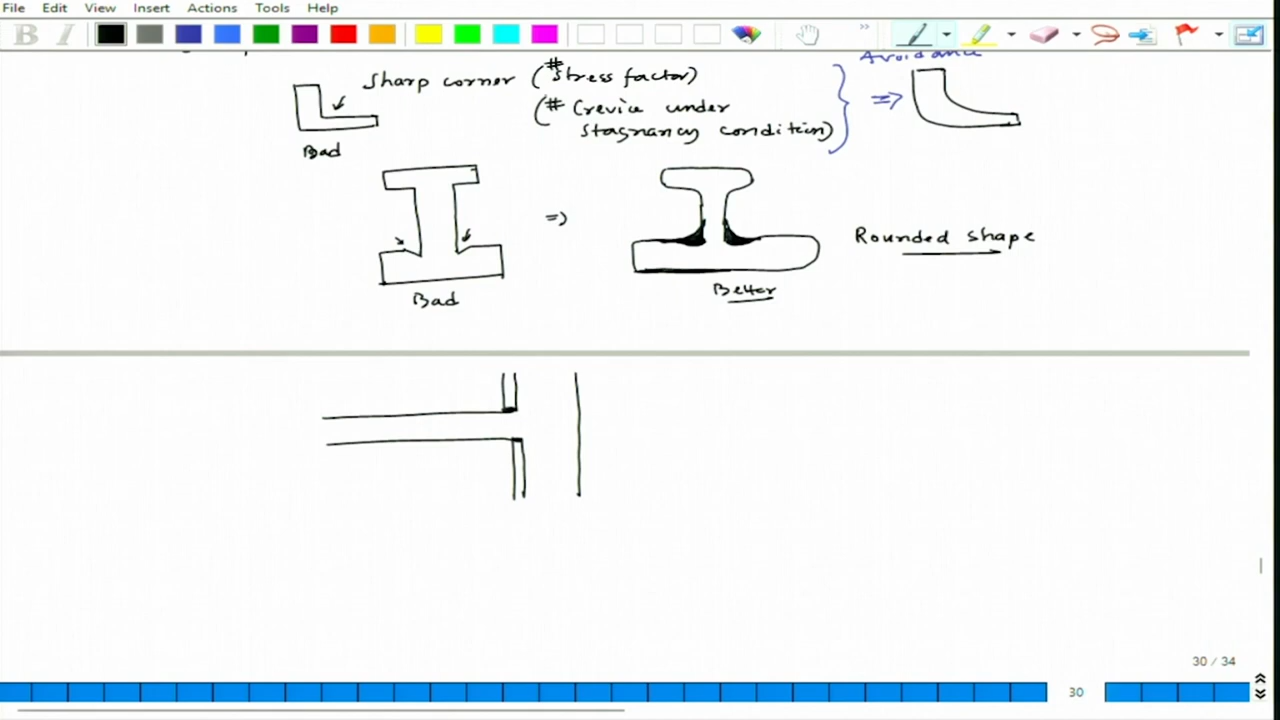 File Edit View Insert Actions Tools Help
B I
Avoidance
Sharp corner (# Stress factor)
(# Crevice under
stagnancy condition)
=>
Bad
=>
Rounded shape
Better
Bad
30 / 34
30